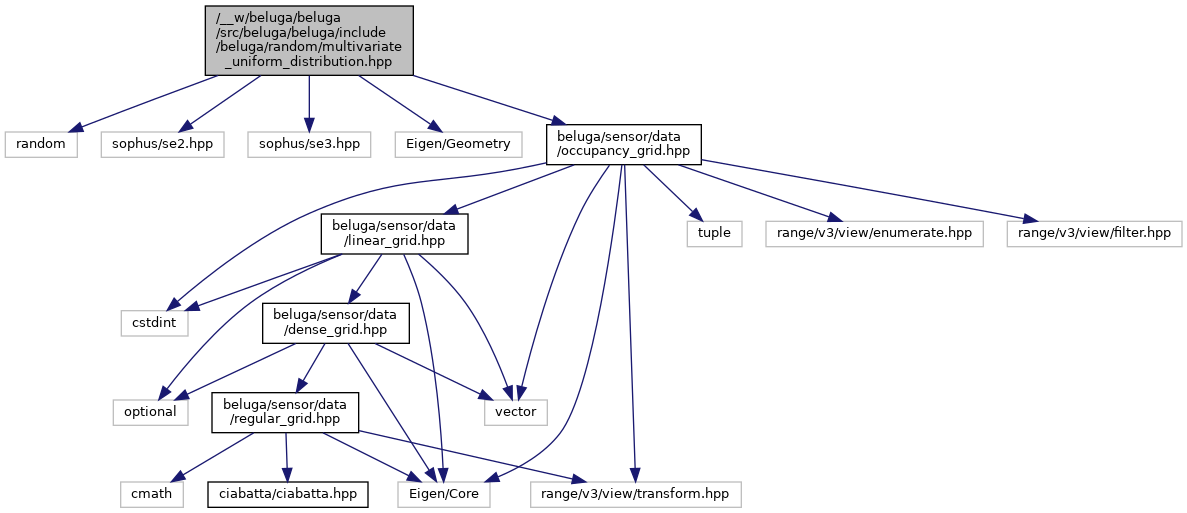 /__w/beluga/beluga
/src/beluga/beluga/include
/beluga/random/multivariate
_uniform_distribution.hpp
random
sophus/se2.hpp
sophus/se3.hpp
Eigen/Geometry
beluga/sensor/data
/occupancy_grid.hpp
beluga/sensor/data
/linear_grid.hpp
tuple
range/v3/view/enumerate.hpp
range/v3/view/filter.hpp
cstdint
beluga/sensor/data
/dense_grid.hpp
optional
beluga/sensor/data
/regular_grid.hpp
vector
cmath
ciabatta/ciabatta.hpp
Eigen/Core
range/v3/view/transform.hpp